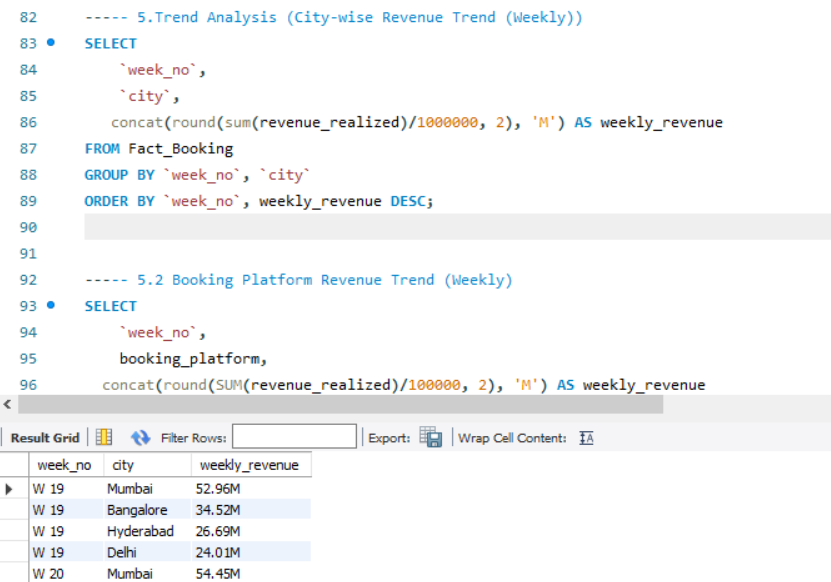 82 ----- 5.Trend Analysis (City-wise Revenue Trend (Weekly))
83 SELECT
84 `week_no`,
85 `city`,
86 concat(round(sum(revenue_realized)/1000000, 2), 'M') AS weekly_revenue
87 FROM Fact_Booking
88 GROUP BY `week_no`, `city`
89 ORDER BY `week_no`, weekly_revenue DESC;
90
91
92 ----- 5.2 Booking Platform Revenue Trend (Weekly)
93 SELECT
94 `week_no`,
95 booking_platform,
96 concat(round(SUM(revenue_realized)/100000, 2), 'M') AS weekly_revenue
Result Grid Filter Rows: Export: Wrap Cell Content:
week_no city weekly_revenue
W 19 Mumbai 52.96M
W 19 Bangalore 34.52M
W 19 Hyderabad 26.69M
W 19 Delhi 24.01M
W 20 Mumbai 54.45M